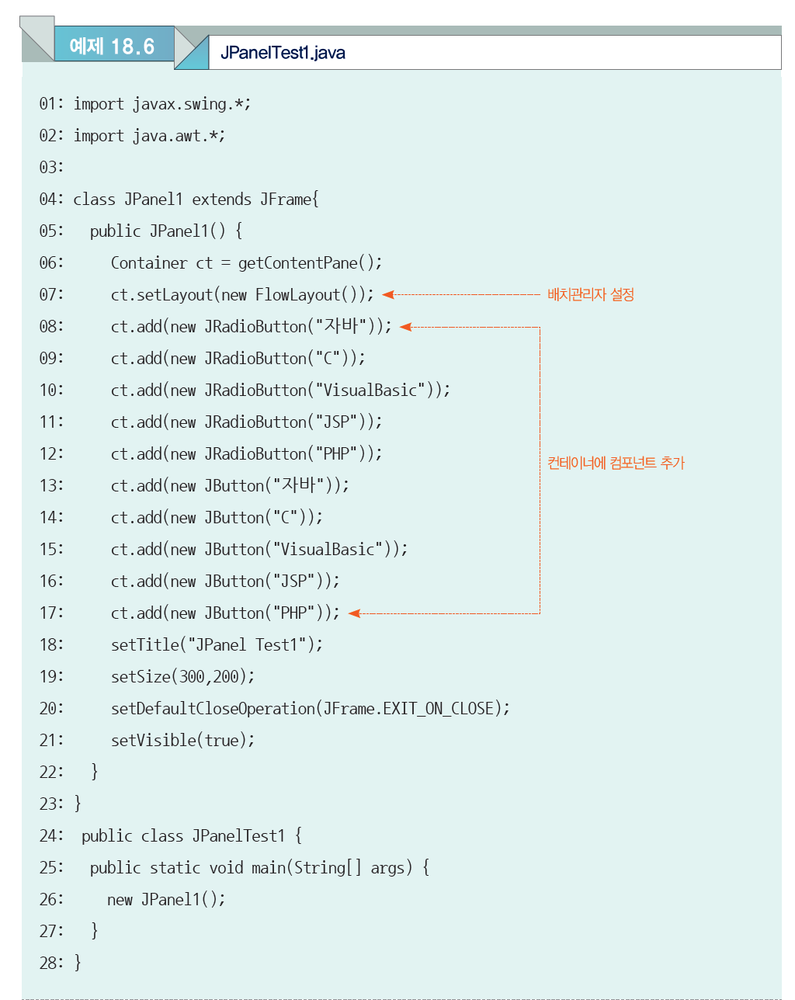 예제 18.6
JPanelTest1.java
01: import javax.swing.*;
02: import java.awt.*;
03:
04: class JPanel1 extends JFrame{
05:   public JPanel1() {
06:     Container ct = getContentPane();
07:     ct.setLayout(new FlowLayout()); 배치관리자 설정
08:     ct.add(new JRadioButton("자바"));
09:     ct.add(new JRadioButton("C"));
10:     ct.add(new JRadioButton("VisualBasic"));
11:     ct.add(new JRadioButton("JSP"));
12:     ct.add(new JRadioButton("PHP"));
컨테이너에 컴포넌트 추가
13:     ct.add(new JButton("자바"));
14:     ct.add(new JButton("C"));
15:     ct.add(new JButton("VisualBasic"));
16:     ct.add(new JButton("JSP"));
17:     ct.add(new JButton("PHP"));
18:     setTitle("JPanel Test1");
19:     setSize(300,200);
20:     setDefaultCloseOperation(JFrame.EXIT_ON_CLOSE);
21:     setVisible(true);
22:   }
23: }
24:  public class JPanelTest1 {
25:   public static void main(String[] args) {
26:     new JPanel1();
27:   }
28: }